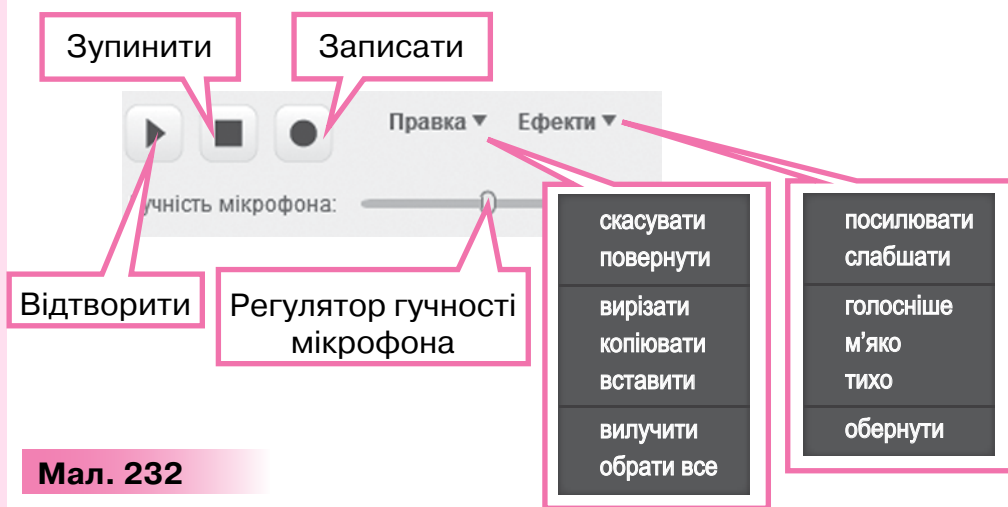 Зупинити
Записати
Правка
Ефекти
учність мікрофона:
Відтворити
Регулятор гучності
мікрофона
скасувати
повернути
вирізати
копіювати
вставити
вилучити
обрати все
посилювати
слабшати
голосніше
м’яко
тихо
обернути
Мал. 232